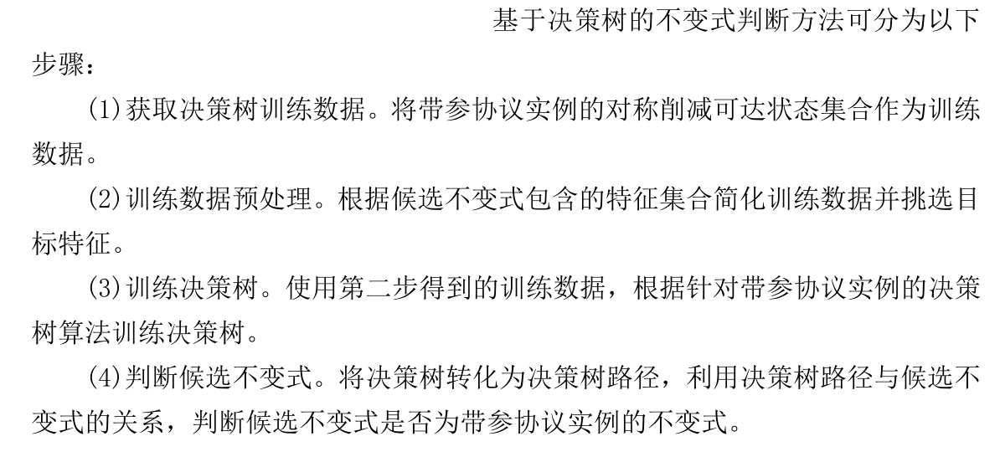 基于决策树的不变式判断方法可分为以下
步骤：
(1)获取决策树训练数据。将带参协议实例的对称削减可达状态集合作为训练
数据。
(2)训练数据预处理。根据候选不变式包含的特征集合简化训练数据并挑选目
标特征。
(3)训练决策树。使用第二步得到的训练数据，根据针对带参协议实例的决策
树算法训练决策树。
(4)判断候选不变式。将决策树转化为决策树路径，利用决策树路径与候选不
变式的关系，判断候选不变式是否为带参协议实例的不变式。